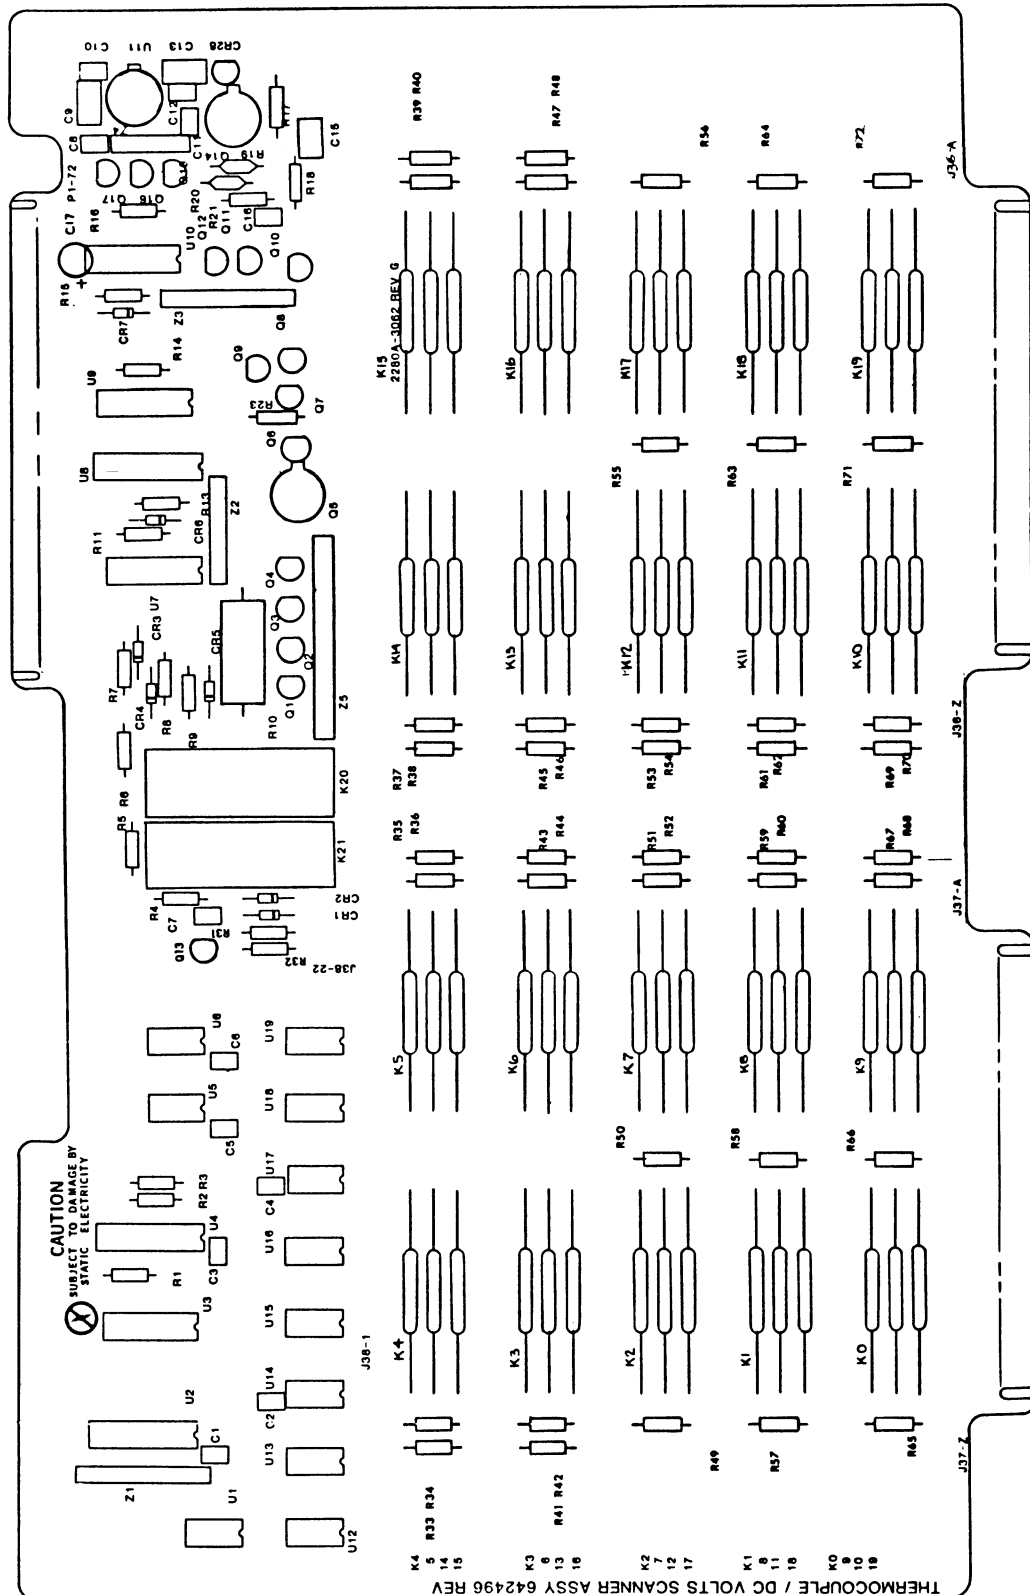 C10
U11
C13
CR28
C9
C12
R17
C8
C11
C15
Q14
R19
P1-72
Q18
R18
Q17
Q16
R20
R21
Q11
C16
C17
R16
U10
Q12
Q10
R15
+
CR7
Z3
Q8
R14
Q9
U9
R23
Q7
Q6
U8
R13
Z2
Q5
CR6
R11
Q4
U7
CR3
Q3
CR5
R7
Q2
CR4
R8
Q1
R9
R10
Z5
R6
K20
R5
K21
R4
C7
CR2
CR1
R31
R32
Q13
J38-22
U6
C6
U19
U5
C5
U18
CAUTION
SUBJECT TO DAMAGE BY
STATIC ELECTRICITY
R3
R2
U17
C4
U4
U16
C3
R1
U3
U15
J38-1
U14
U2
C2
C1
U13
Z1
U1
U12
R39 R40
R47 R48
R56
R64
R72
J36-A
K15
2280A-3062 REV G
K16
K17
K18
K19
R55
R63
R71
K14
K13
K12
K11
K10
J38-Z
R37
R38
R45
R46
R53
R54
R61
R62
R69
R70
R35
R36
R43
R44
R51
R52
R59
R60
R67
R68
J37-A
K5
K6
K7
K8
K9
R50
R58
R66
K4
K3
K2
K1
K0
R33 R34
R41 R42
R49
R57
R65
J37-Z
K4
5
14
15
K3
6
13
16
K2
7
12
17
K1
8
11
18
K0
9
10
19
THERMOCOUPLE / DC VOLTS SCANNER ASSY 642496 REV